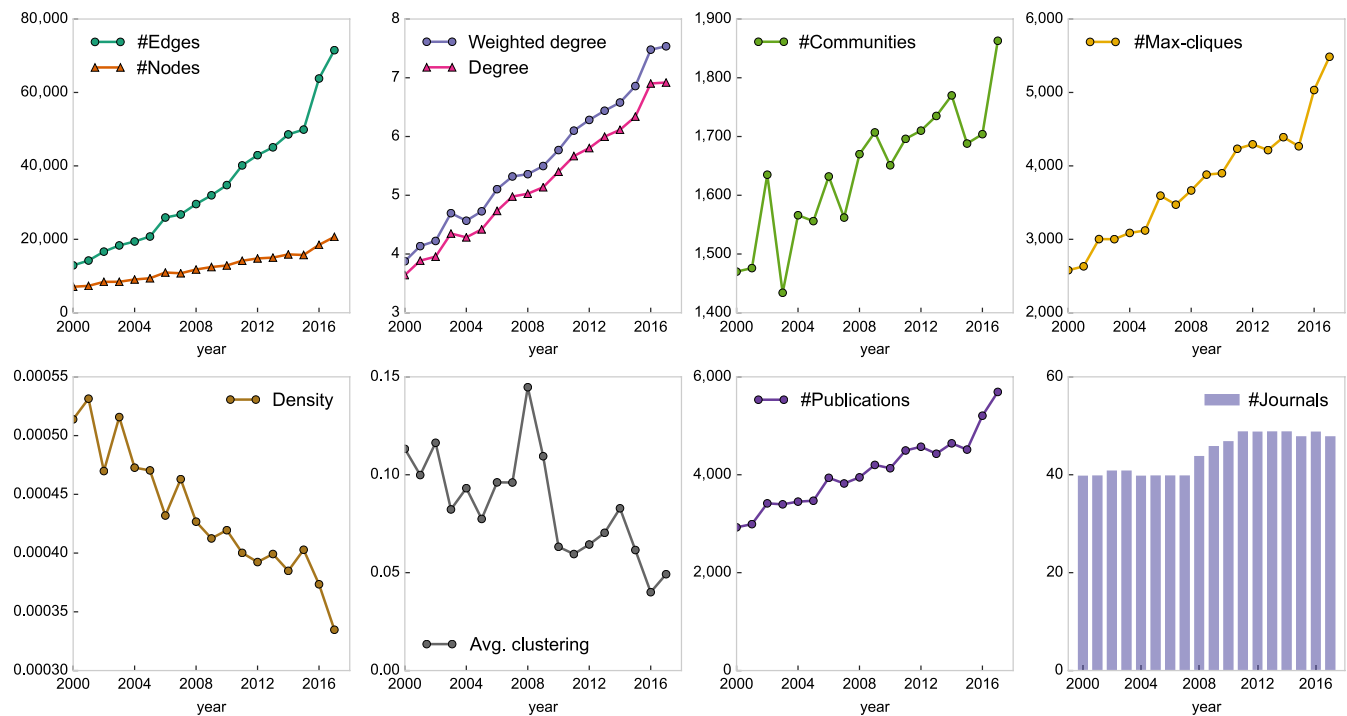 80,000
60,000
40,000
20,000
0
#Edges
#Nodes
2000 2004 2008 2012 2016
year
8
7
6
5
4
3
Weighted degree
Degree
2000 2004 2008 2012 2016
year
1,900
1,800
1,700
1,600
1,500
1,400
#Communities
2000 2004 2008 2012 2016
year
6,000
5,000
4,000
3,000
2,000
#Max-cliques
2000 2004 2008 2012 2016
year
0.00055
0.00050
0.00045
0.00040
0.00035
0.00030
Density
2000 2004 2008 2012 2016
year
0.15
0.10
0.05
0.00
Avg. clustering
2000 2004 2008 2012 2016
year
6,000
4,000
2,000
0
#Publications
2000 2004 2008 2012 2016
year
60
40
20
0
#Journals
2000 2004 2008 2012 2016
year